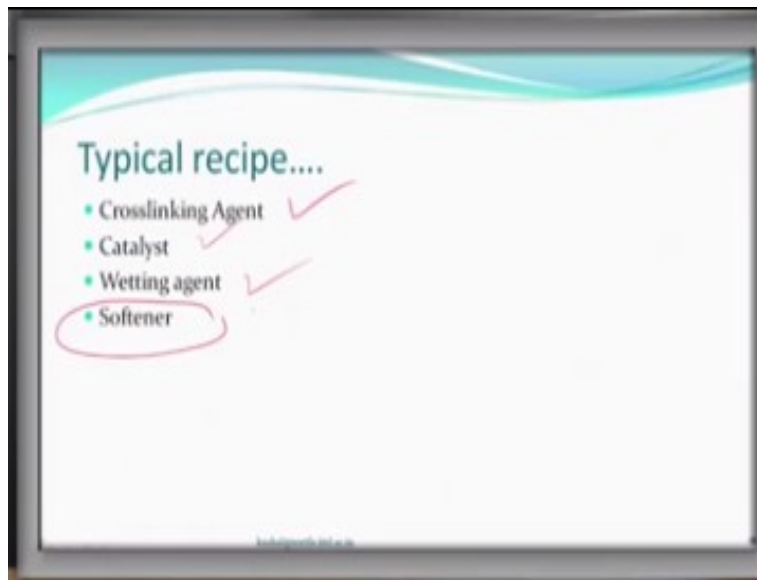 Typical recipe....
• Crosslinking Agent
• Catalyst
• Wetting agent
• Softener